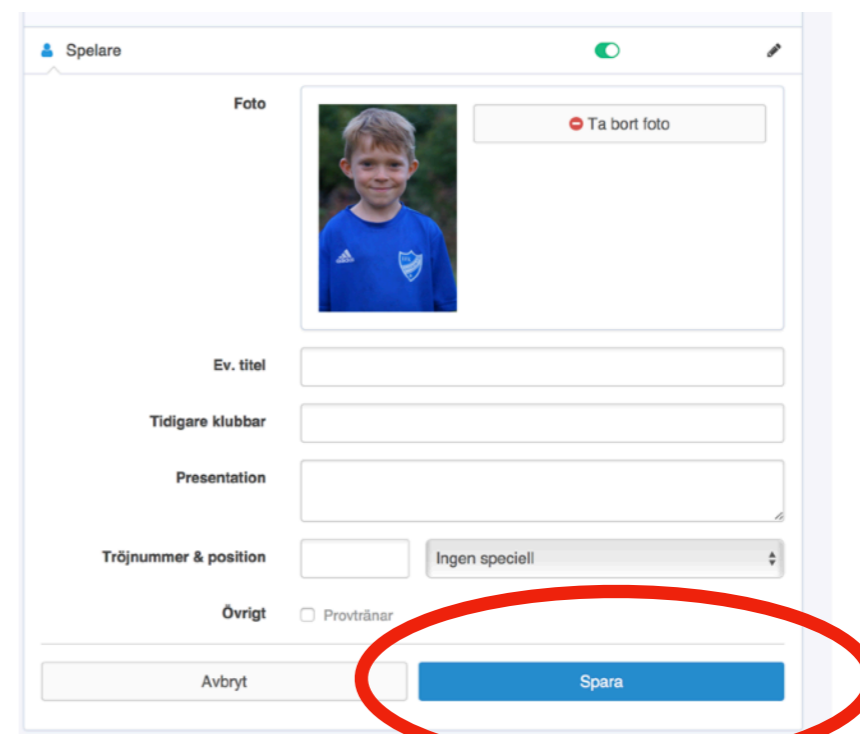 Spelare
Foto
Ta bort foto
Ev. titel
Tidigare klubbar
Presentation
Tröjnummer & position
Ingen speciell
Övrigt
Provtränar
Avbryt
Spara